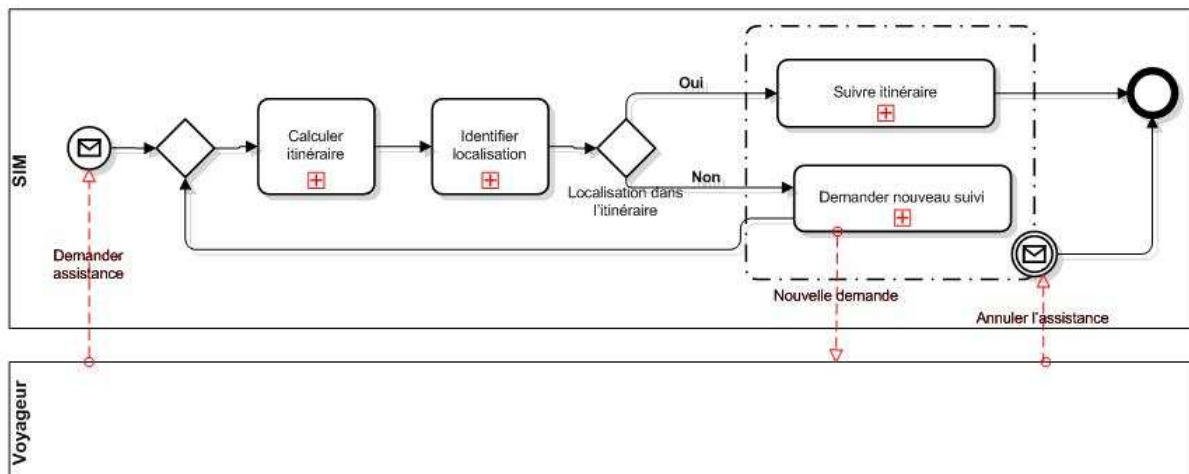 SIM
Demander
assistance
Calculer
itinéraire
Identifier
localisation
Localisation dans
l'itinéraire
Oui
Non
Suivre itinéraire
Demander nouveau suivi
Nouvelle demande
Annuler l'assistance
Voyageur